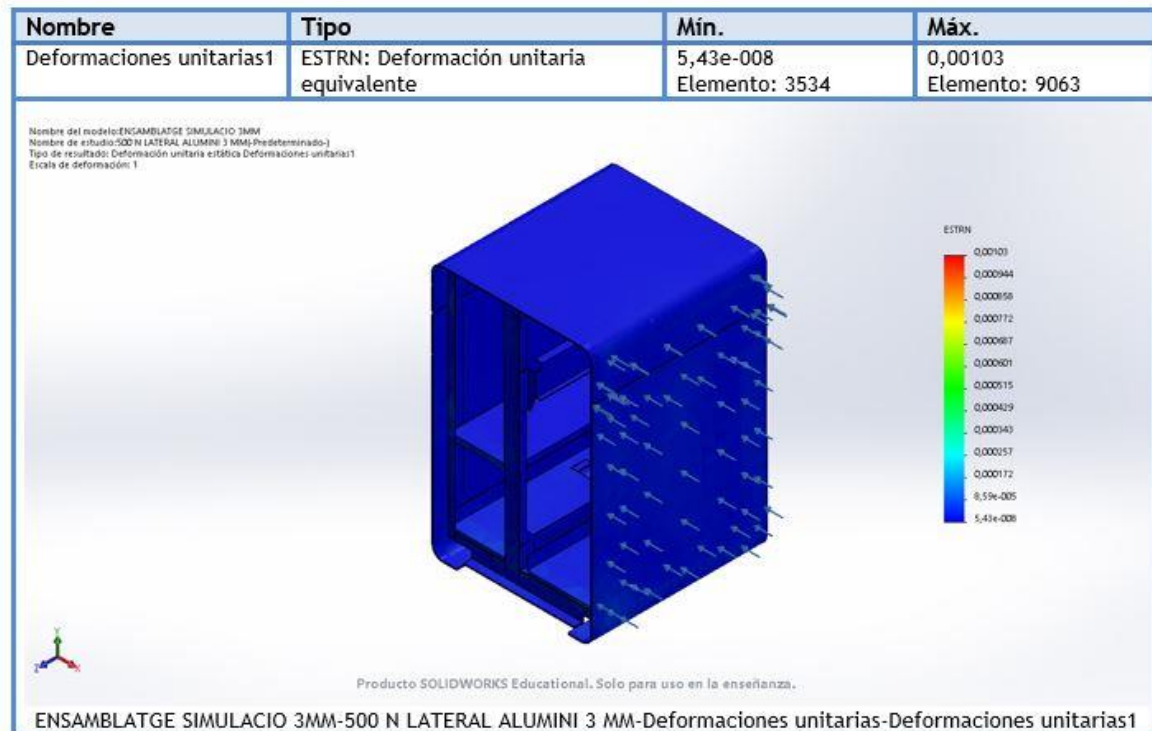 Nombre Tipo Mín. Máx.
Deformaciones unitarias1 ESTRN: Deformación unitaria equivalente 5,43e-008 Elemento: 3534 0,00103 Elemento: 9063
Nombre del modelo:ENSAMBLATGE SIMULACIO 3MM
Nombre de estudio:500 N LATERAL ALUMINI 3 MM(-Predeterminado-)
Tipo de resultado: Deformación unitaria estática Deformaciones unitarias1
Escala de deformación: 1
ESTRN
0,00103
0,000944
0,000858
0,000772
0,000687
0,000601
0,000515
0,000429
0,000343
0,000257
0,000172
8,59e-005
5,43e-008
Y
Z
X
Producto SOLIDWORKS Educational. Solo para uso en la enseñanza.
ENSAMBLATGE SIMULACIO 3MM-500 N LATERAL ALUMINI 3 MM-Deformaciones unitarias-Deformaciones unitarias1